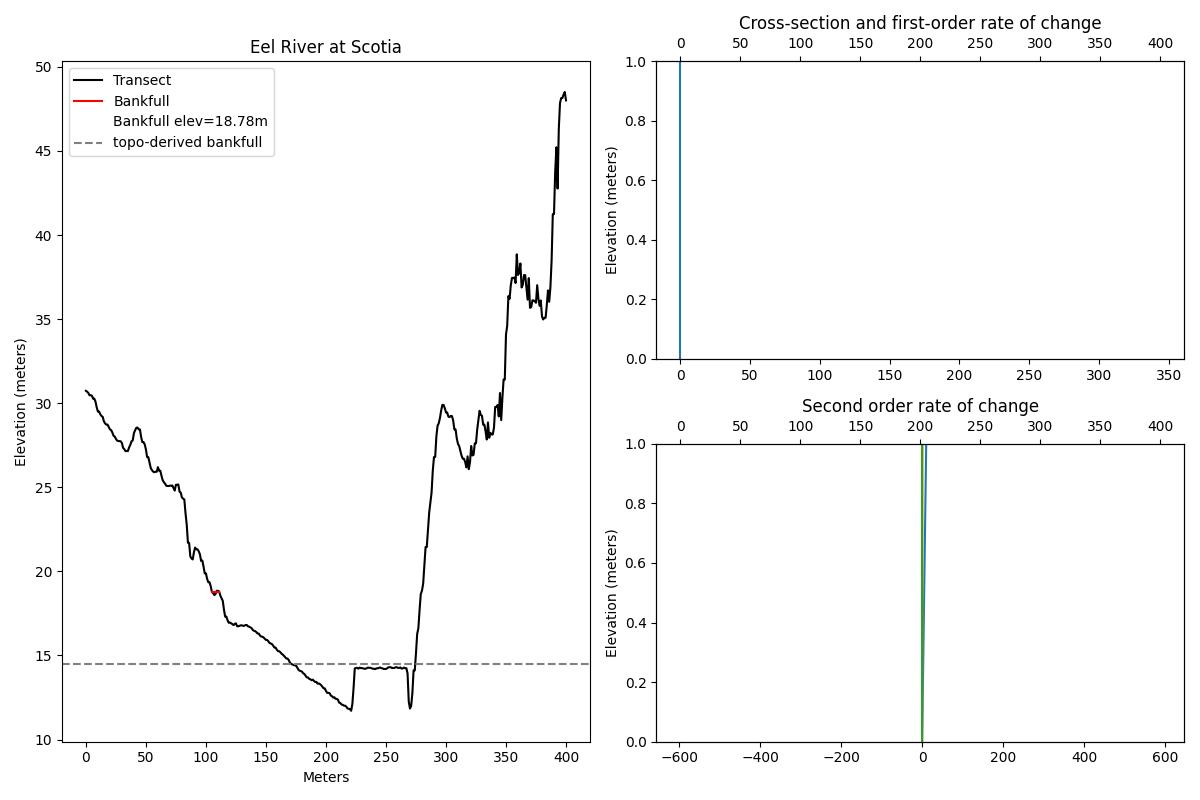 Eel River at Scotia
50
45
40
35
30
25
20
15
10
Elevation (meters)
Transect
Bankfull
Bankfull elev=18.78m
topo-derived bankfull
0 50 100 150 200 250 300 350 400
Meters
Cross-section and first-order rate of change
0 50 100 150 200 250 300 350 400
1.0
0.8
0.6
0.4
0.2
0.0
Elevation (meters)
0 50 100 150 200 250 300 350
Second order rate of change
0 50 100 150 200 250 300 350 400
1.0
0.8
0.6
0.4
0.2
0.0
Elevation (meters)
−600 −400 −200 0 200 400 600